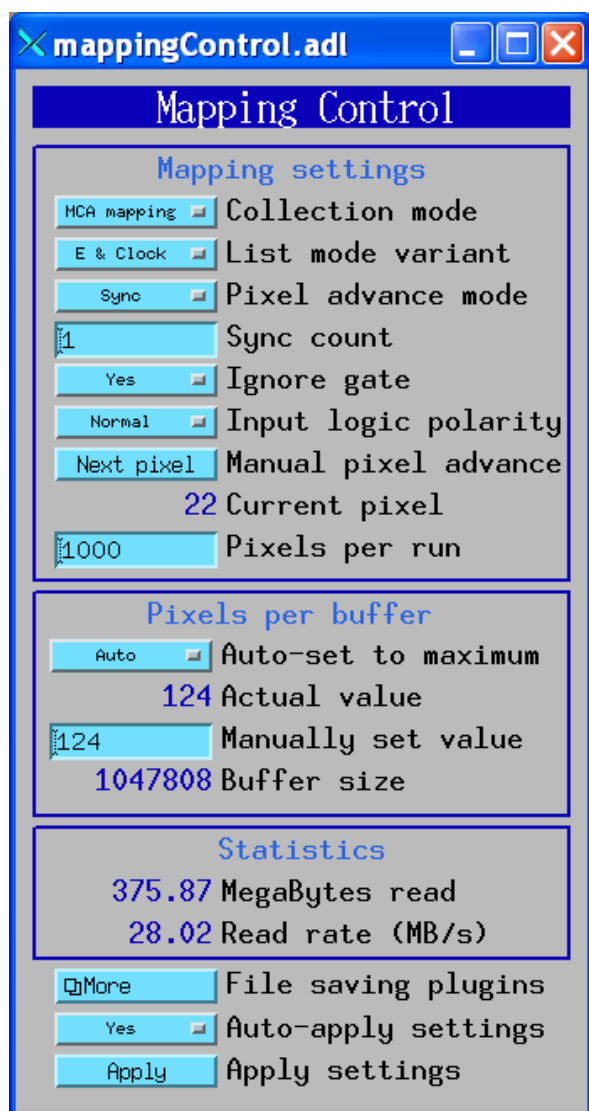 mappingControl.adl
Mapping Control
Mapping settings
MCA mapping Collection mode
E & Clock List mode variant
Sync Pixel advance mode
1 Sync count
Yes Ignore gate
Normal Input logic polarity
Next pixel Manual pixel advance
22 Current pixel
1000 Pixels per run
Pixels per buffer
Auto Auto-set to maximum
124 Actual value
124 Manually set value
1047808 Buffer size
Statistics
375.87 MegaBytes read
28.02 Read rate (MB/s)
More File saving plugins
Yes Auto-apply settings
Apply Apply settings